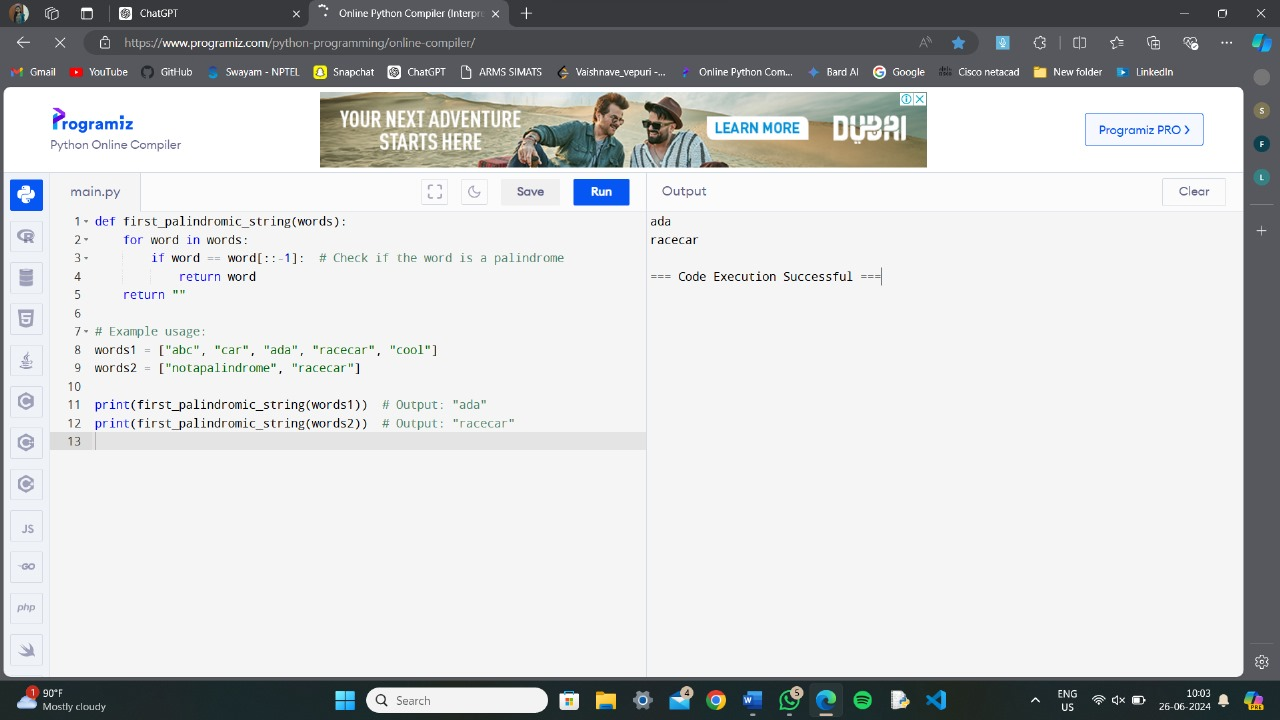 ChatGPT
Online Python Compiler (Interpre
https://www.programiz.com/python-programming/online-compiler/
Gmail YouTube GitHub Swayam - NPTEL Snapchat ChatGPT ARMS SIMATS Vaishnave_vepuri -... Online Python Com... Bard AI Google Cisco netacad New folder LinkedIn
Programiz
Python Online Compiler
YOUR NEXT ADVENTURE
STARTS HERE
LEARN MORE
DUBAI
Programiz PRO
main.py
Save
Run
Output
Clear
1 def first_palindromic_string(words):
2 for word in words:
3 if word == word[::-1]: # Check if the word is a palindrome
4 return word
5 return ""
6
7 # Example usage:
8 words1 = ["abc", "car", "ada", "racecar", "cool"]
9 words2 = ["notapalindrome", "racecar"]
10
11 print(first_palindromic_string(words1)) # Output: "ada"
12 print(first_palindromic_string(words2)) # Output: "racecar"
13
ada
racecar
=== Code Execution Successful ===
S
F
L
JS
GO
php
1
90°F
Mostly cloudy
Search
4
5
ENG
US
10:03
26-06-2024
PRE